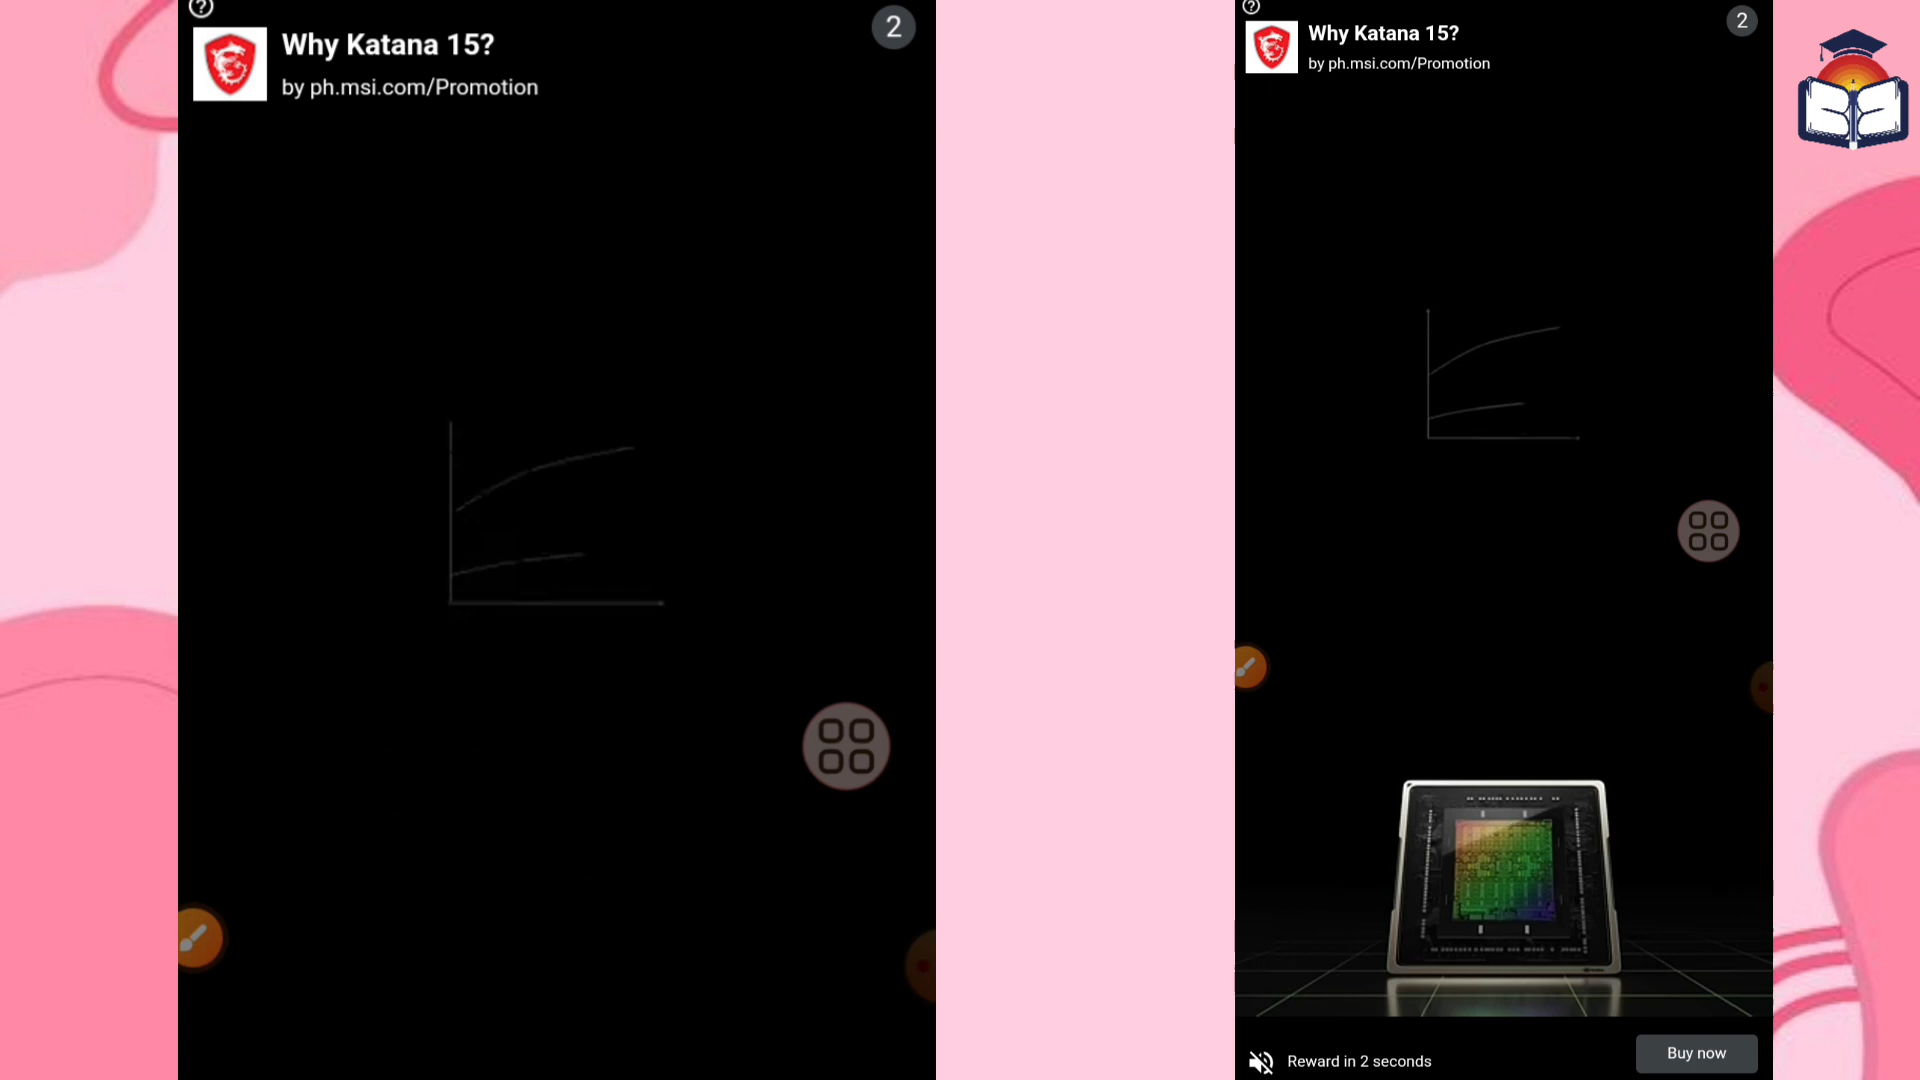 Why Katana 15?
by ph.msi.com/Promotion
2
Why Katana 15?
by ph.msi.com/Promotion
2
Reward in 2 seconds
Buy now